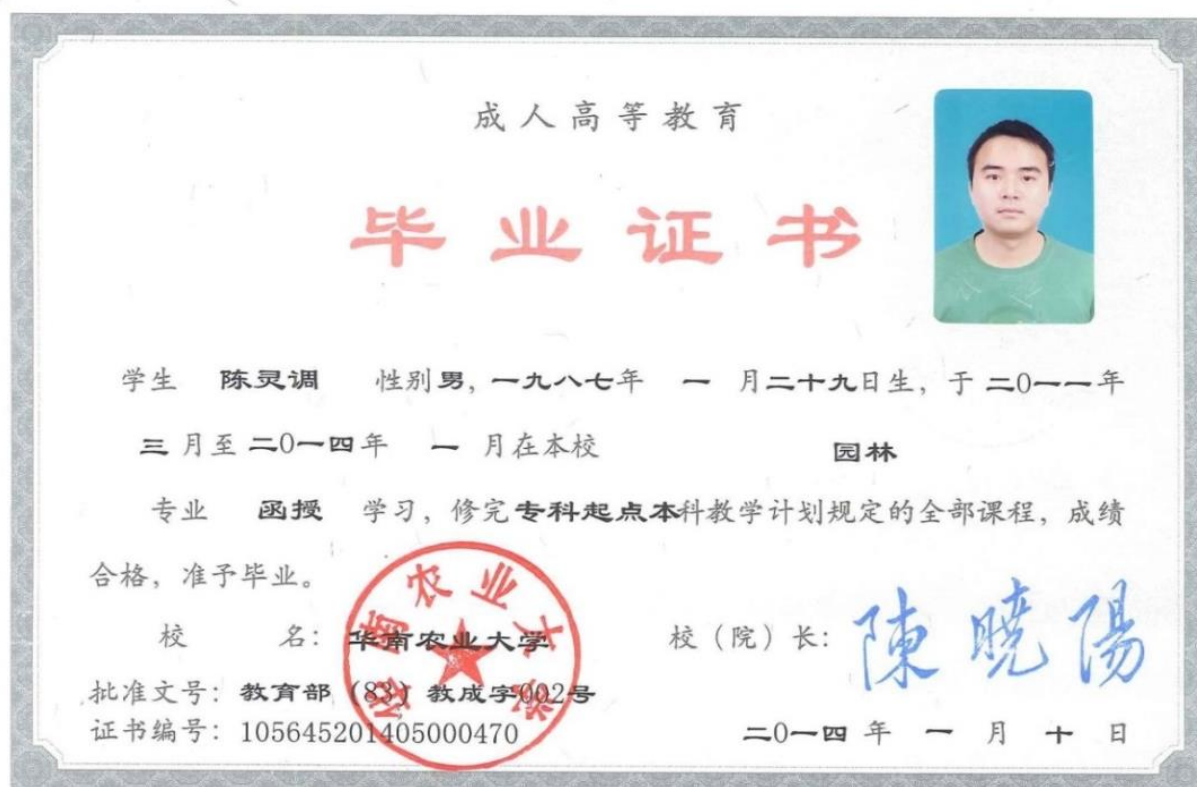 成人高等教育
毕业证书
学生 陈灵调 性别男，一九八七年 一 月二十九日生，于 二0一一年
三 月至 二0一四年 一 月在本校 园林
专业 函授 学习，修完专科起点本科教学计划规定的全部课程，成绩
合格，准予毕业。
华南农业大学
校 名：华南农业大学 校（院）长：陳曉陽
批准文号：教育部（83）教成字002号
证书编号：105645201405000470 二0一四 年 一 月 十 日